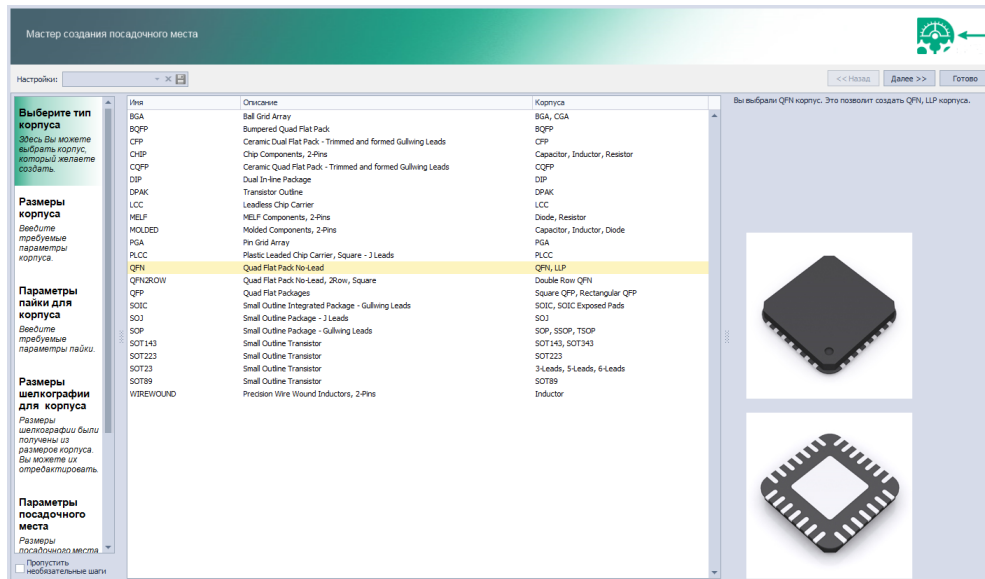 Мастер создания посадочного места
Настройки:
<< Назад
Далее >>
Готово
Выберите тип
корпуса
Здесь Вы можете
выбрать корпус,
который желаете
создать.
Размеры
корпуса
Введите
требуемые
параметры
корпуса.
Параметры
пайки для
корпуса
Введите
требуемые
параметры пайки.
Размеры
шелкографии
для корпуса
Размеры
шелкографии были
получены из
размеров корпуса.
Вы можете их
отредактировать.
Параметры
посадочного
места
Размеры
посадочного места
Пропустить
необязательные шаги
Имя Описание Корпуса
BGA Ball Grid Array BGA, CGA
BQFP Bumpered Quad Flat Pack BQFP
CFP Ceramic Dual Flat Pack - Trimmed and formed Gullwing Leads CFP
CHIP Chip Components, 2-Pins Capacitor, Inductor, Resistor
CQFP Ceramic Quad Flat Pack - Trimmed and formed Gullwing Leads CQFP
DIP Dual In-line Package DIP
DPAK Transistor Outline DPAK
LCC Leadless Chip Carrier LCC
MELF MELF Components, 2-Pins Diode, Resistor
MOLDED Molded Components, 2-Pins Capacitor, Inductor, Diode
PGA Pin Grid Array PGA
PLCC Plastic Leaded Chip Carrier, Square - J Leads PLCC
QFN Quad Flat Pack No-Lead QFN, LLP
QFN2ROW Quad Flat Pack No-Lead, 2Row, Square Double Row QFN
QFP Quad Flat Packages Square QFP, Rectangular QFP
SOIC Small Outline Integrated Package - Gullwing Leads SOIC, SOIC Exposed Pads
SOJ Small Outline Package - J Leads SOJ
SOP Small Outline Package - Gullwing Leads SOP, SSOP, TSOP
SOT143 Small Outline Transistor SOT143, SOT343
SOT223 Small Outline Transistor SOT223
SOT23 Small Outline Transistor 3-Leads, 5-Leads, 6-Leads
SOT89 Small Outline Transistor SOT89
WIREWOUND Precision Wire Wound Inductors, 2-Pins Inductor
Вы выбрали QFN корпус. Это позволит создать QFN, LLP корпуса.